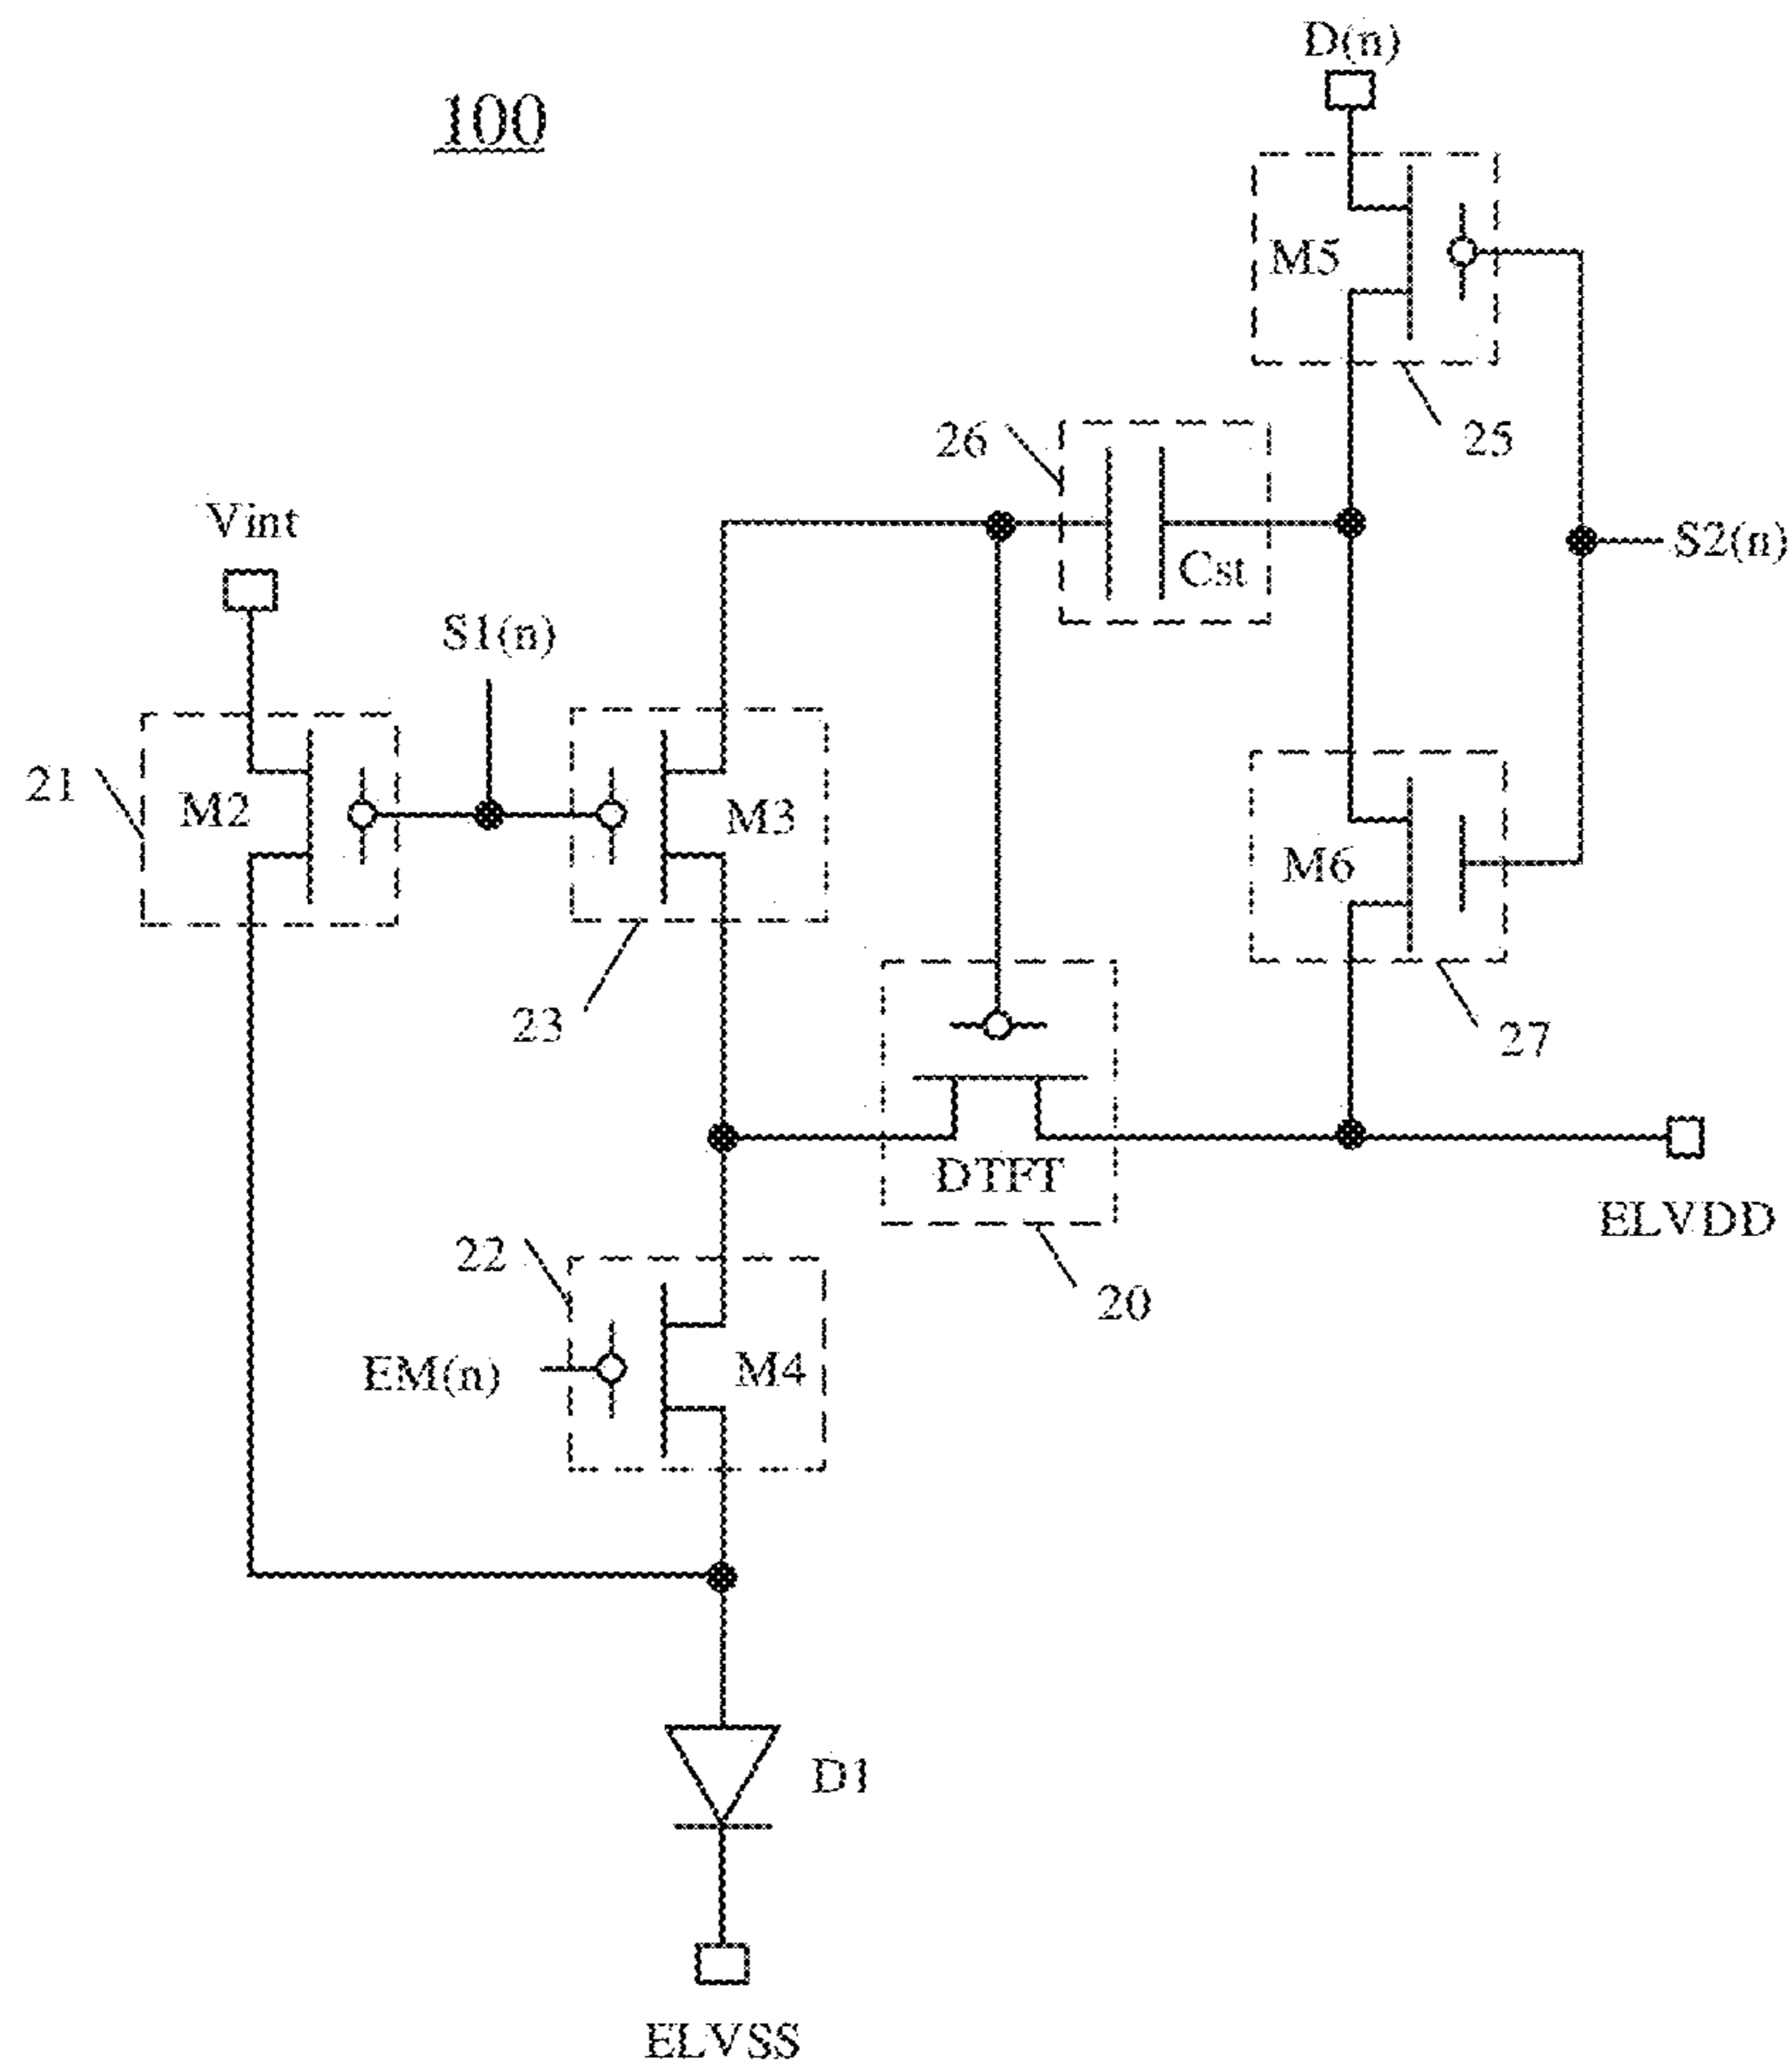 D(n)
100
M5
26
25
Vint
S2(n)
Cst
S1(n)
21
M2
M3
M6
23
27
DTFT
ELVDD
22
20
EM(n)
M4
D1
ELVSS